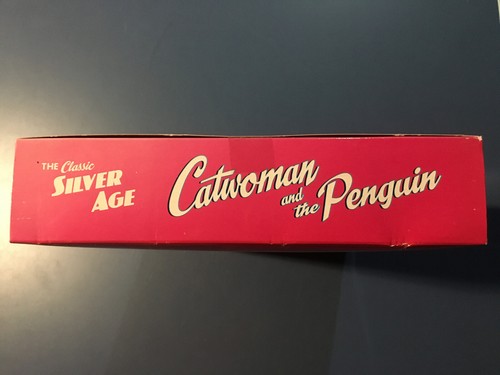 THE Classic
SILVER
AGE
Catwoman
and
the Penguin